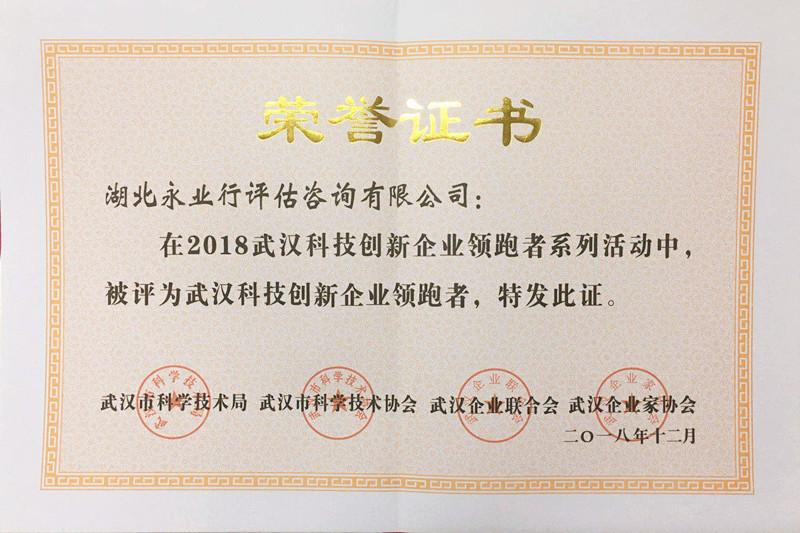 荣誉证书
湖北永业行评估咨询有限公司：
在2018武汉科技创新企业领跑者系列活动中，
被评为武汉科技创新企业领跑者，特发此证。
武汉市科学技术局 武汉市科学技术协会 武汉企业联合会 武汉企业家协会
二〇一八年十二月